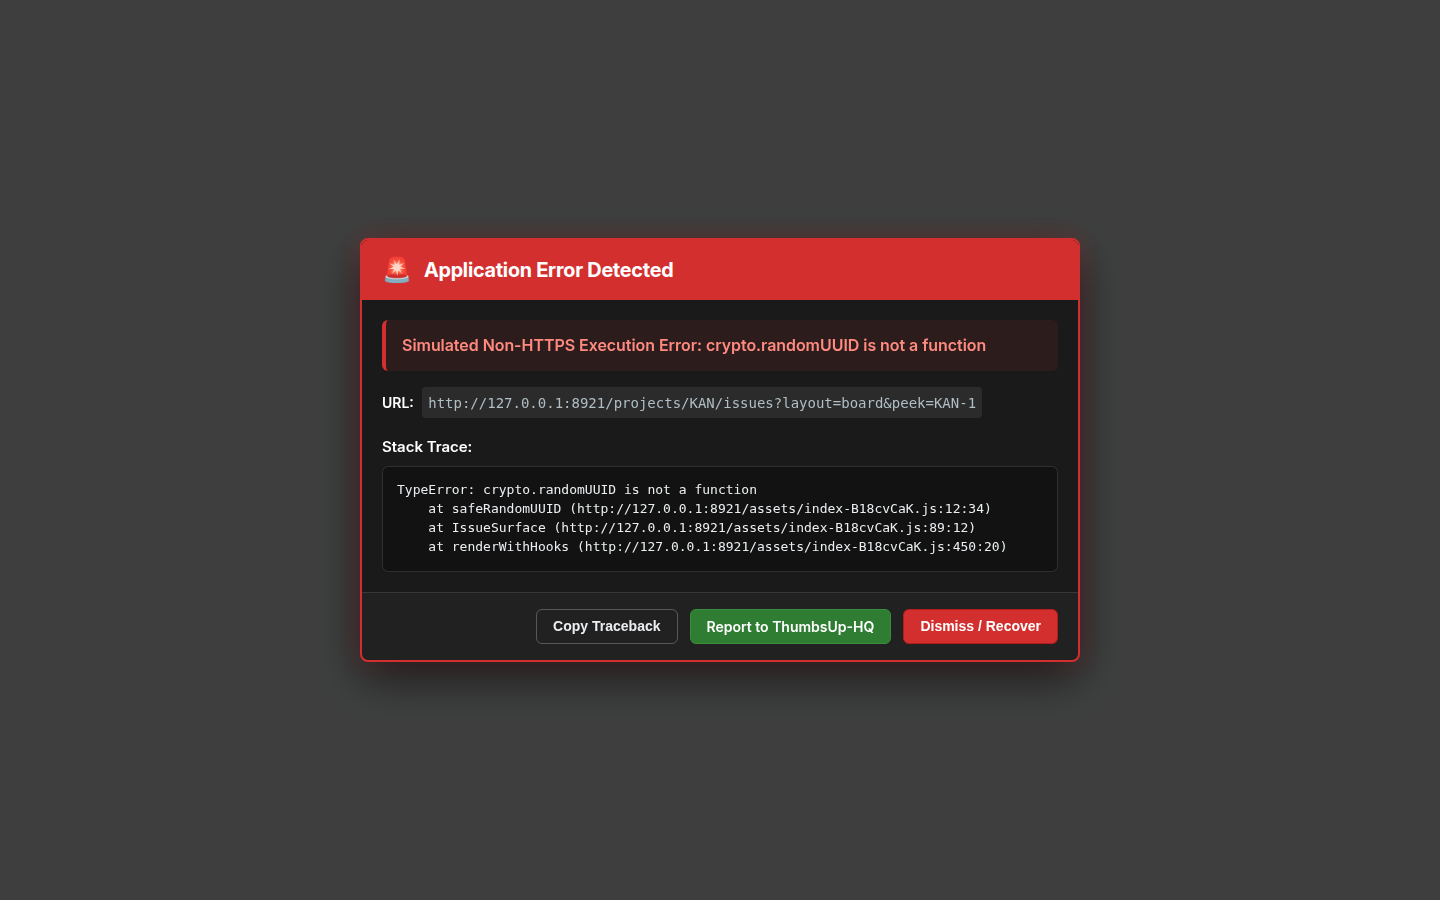 Application Error Detected
Simulated Non-HTTPS Execution Error: crypto.randomUUID is not a function
URL: http://127.0.0.1:8921/projects/KAN/issues?layout=board&peek=KAN-1
Stack Trace:
TypeError: crypto.randomUUID is not a function
    at safeRandomUUID (http://127.0.0.1:8921/assets/index-B18cvCaK.js:12:34)
    at IssueSurface (http://127.0.0.1:8921/assets/index-B18cvCaK.js:89:12)
    at renderWithHooks (http://127.0.0.1:8921/assets/index-B18cvCaK.js:450:20)
Copy Traceback Report to ThumbsUp-HQ Dismiss / Recover